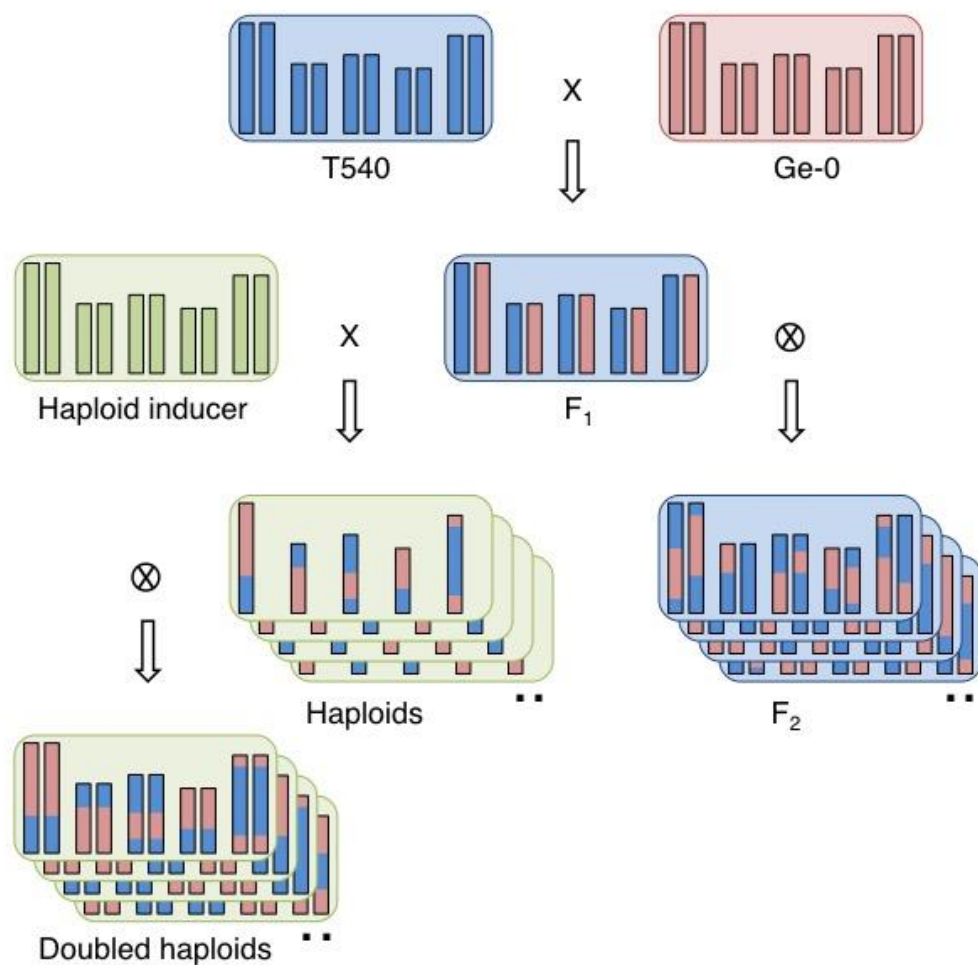 T540
X
Ge-0
Haploid inducer
X
F₁
⊗
⊗
Haploids
F₂
Doubled haploids